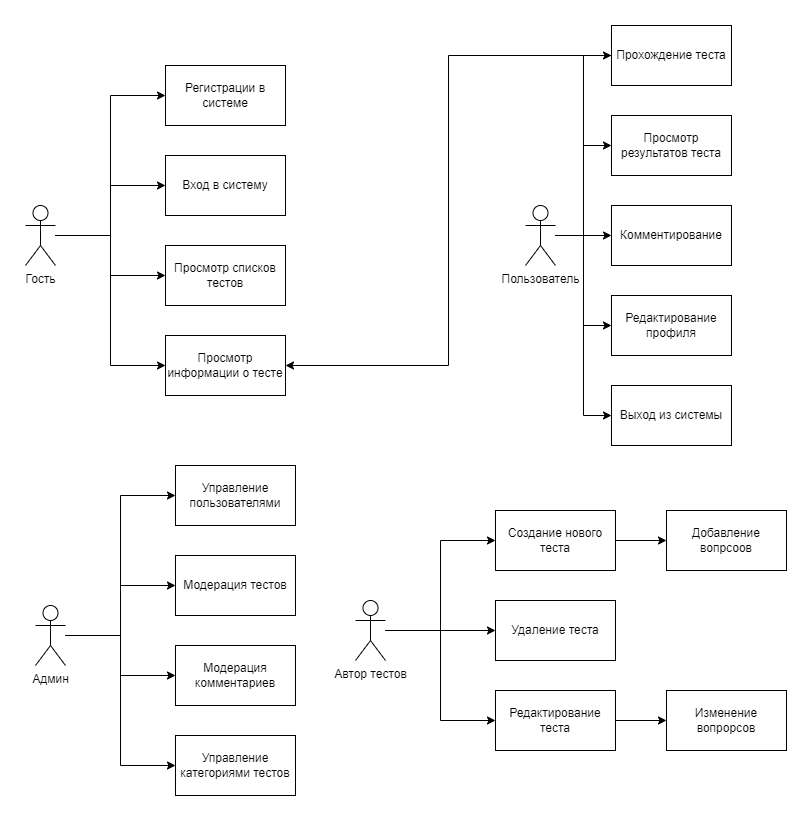 Регистрации в
системе
Вход в систему
Гость
Просмотр списков
тестов
Просмотр
информации о тесте
Прохождение теста
Просмотр
результатов теста
Пользователь
Комментирование
Редактирование
профиля
Выход из системы
Управление
пользователями
Модерация тестов
Админ
Модерация
комментариев
Управление
категориями тестов
Создание нового
теста
Добавление
вопрсоов
Автор тестов
Удаление теста
Редактирование
теста
Изменение
вопрорсов